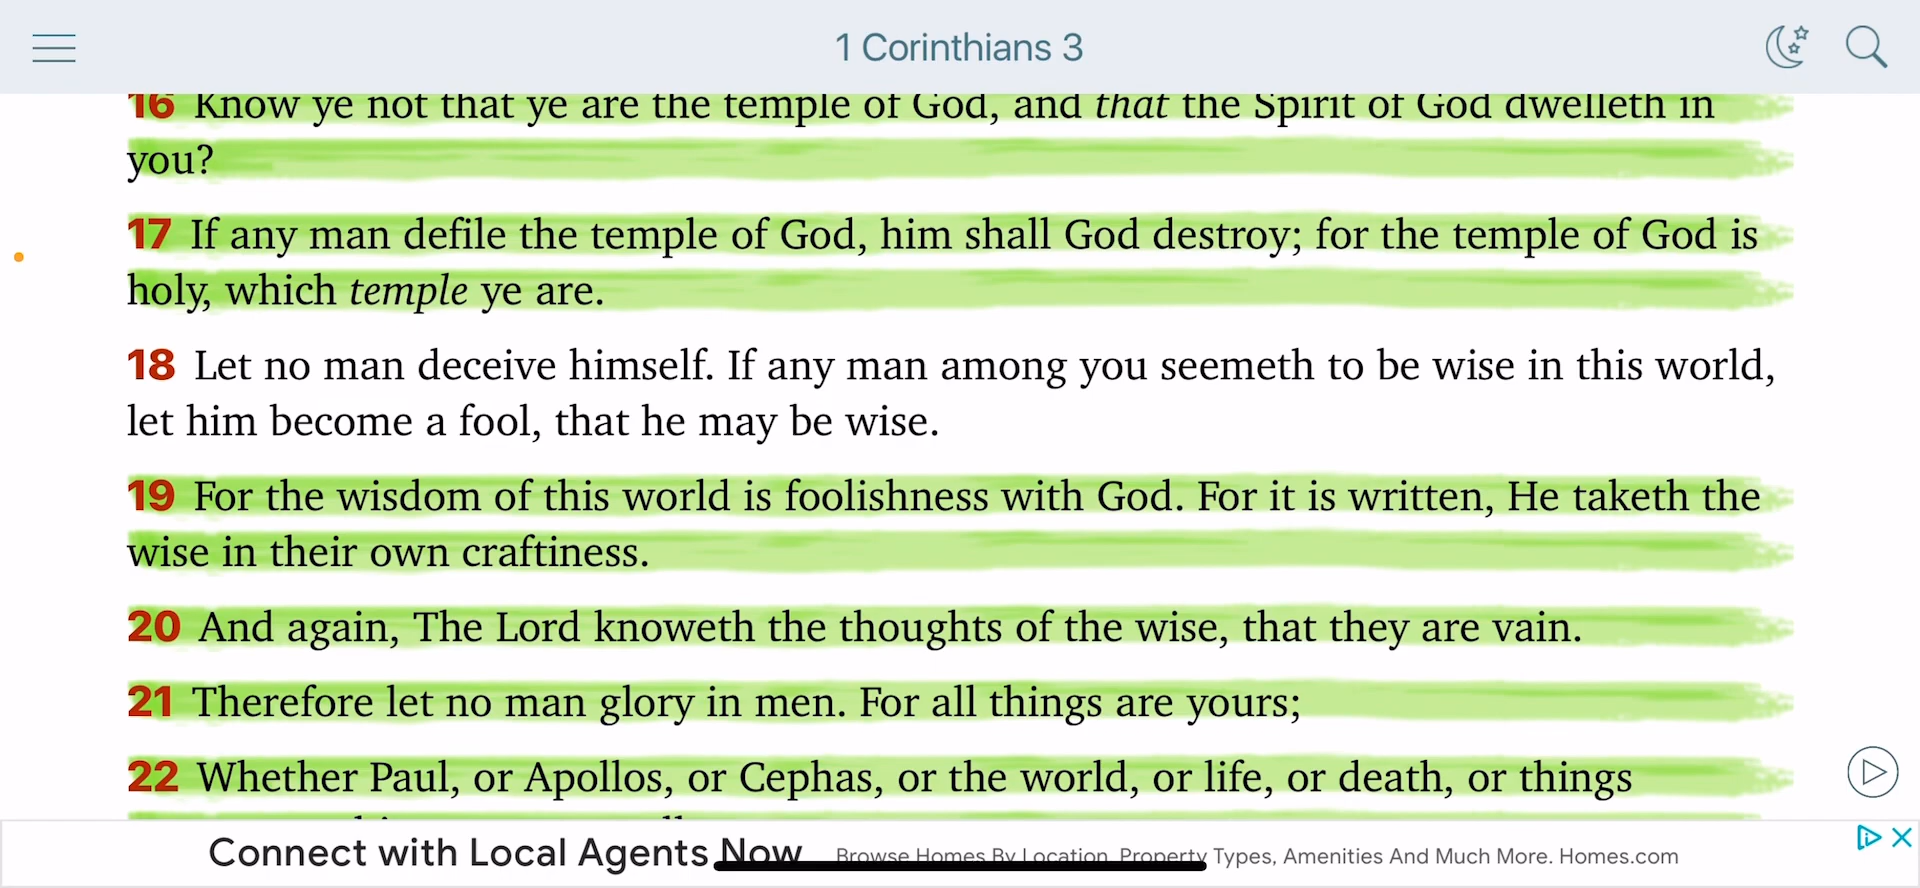 1 Corinthians 3
16 Know ye not that ye are the temple of God, and that the Spirit of God dwelleth in
you?
17 If any man defile the temple of God, him shall God destroy; for the temple of God is
holy, which temple ye are.
18 Let no man deceive himself. If any man among you seemeth to be wise in this world,
let him become a fool, that he may be wise.
19 For the wisdom of this world is foolishness with God. For it is written, He taketh the
wise in their own craftiness.
20 And again, The Lord knoweth the thoughts of the wise, that they are vain.
21 Therefore let no man glory in men. For all things are yours;
22 Whether Paul, or Apollos, or Cephas, or the world, or life, or death, or things
Connect with Local Agents Now
Browse Homes By Location, Property Types, Amenities And Much More. Homes.com